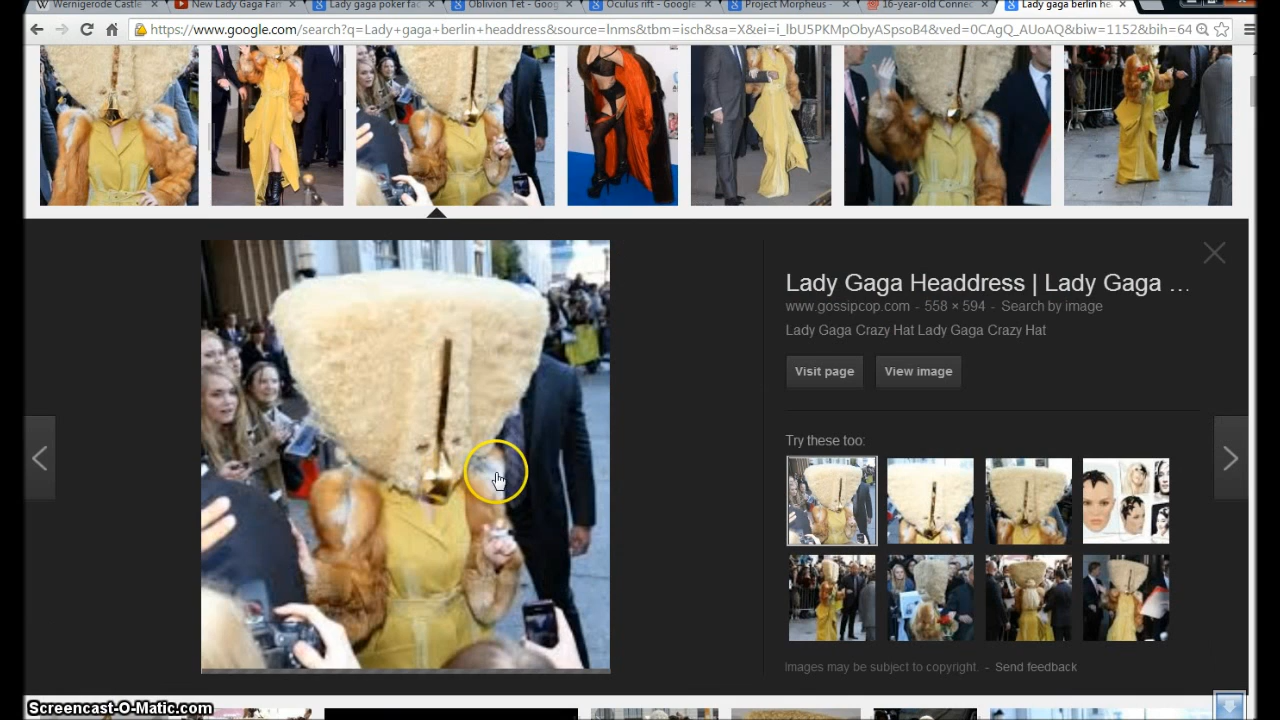 Wernigerode Castle
New Lady Gaga Fan
Lady gaga poker fac
Oblivion Tet - Goog
Oculus rift - Google
Project Morpheus -
16-year-old Connec
Lady gaga berlin he
https://www.google.com/search?q=Lady+gaga+berlin+headdress&source=lnms&tbm=isch&sa=X&ei=i_lbU5PKMpObyASpsoB4&ved=0CAgQ_AUoAQ&biw=1152&bih=64
Lady Gaga Headdress | Lady Gaga ...
www.gossipcop.com - 558 × 594 - Search by image
Lady Gaga Crazy Hat Lady Gaga Crazy Hat
Visit page
View image
Try these too:
Images may be subject to copyright. - Send feedback
Screencast-O-Matic.com